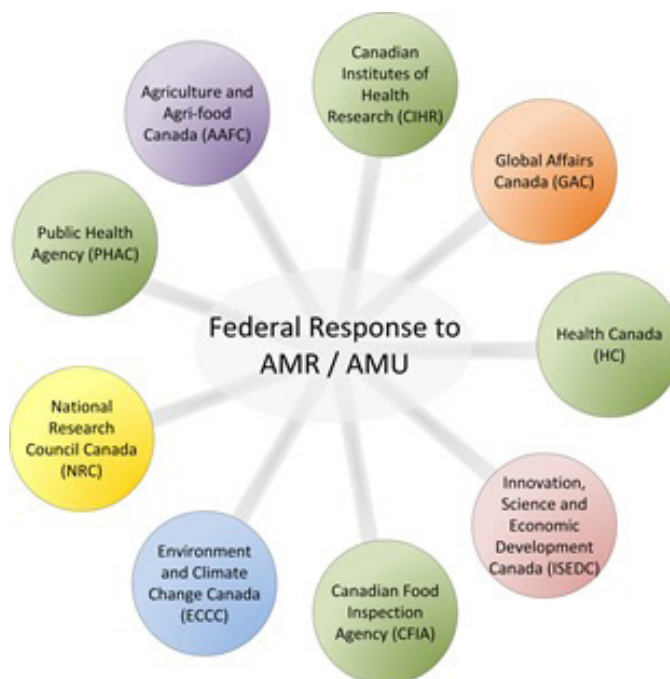 Canadian
Institutes of
Health
Research (CIHR)
Global Affairs
Canada (GAC)
Health Canada
(HC)
Innovation,
Science and
Economic
Development
Canada (ISEDC)
Canadian Food
Inspection
Agency (CFIA)
Environment
and Climate
Change Canada
(ECCC)
National
Research
Council Canada
(NRC)
Public Health
Agency (PHAC)
Agriculture and
Agri-food
Canada (AAFC)
Federal Response to
AMR / AMU